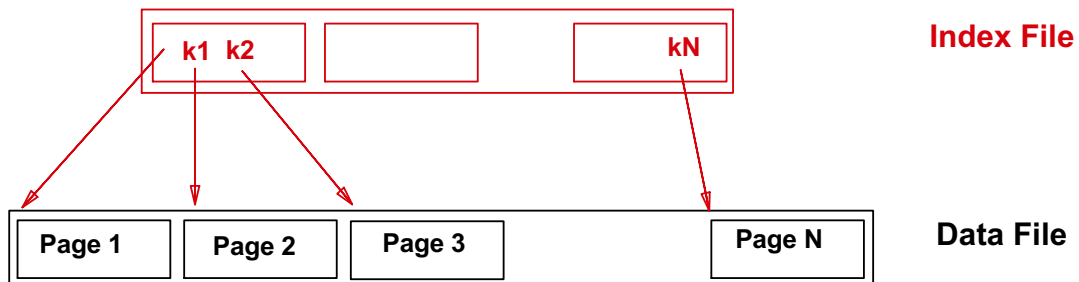 k1 k2 kN Index File
Page 1 Page 2 Page 3 Page N Data File